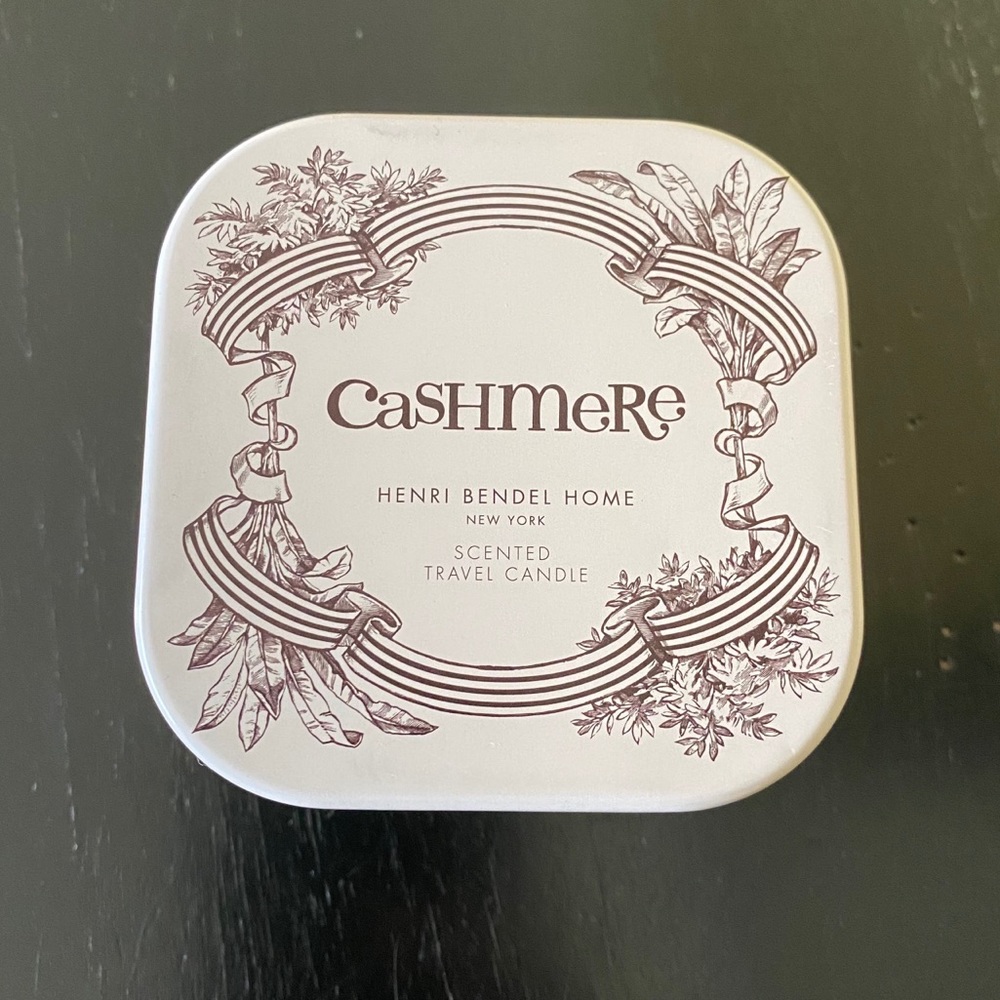 CaSHmeRe
HENRI BENDEL HOME
NEW YORK
SCENTED
TRAVEL CANDLE